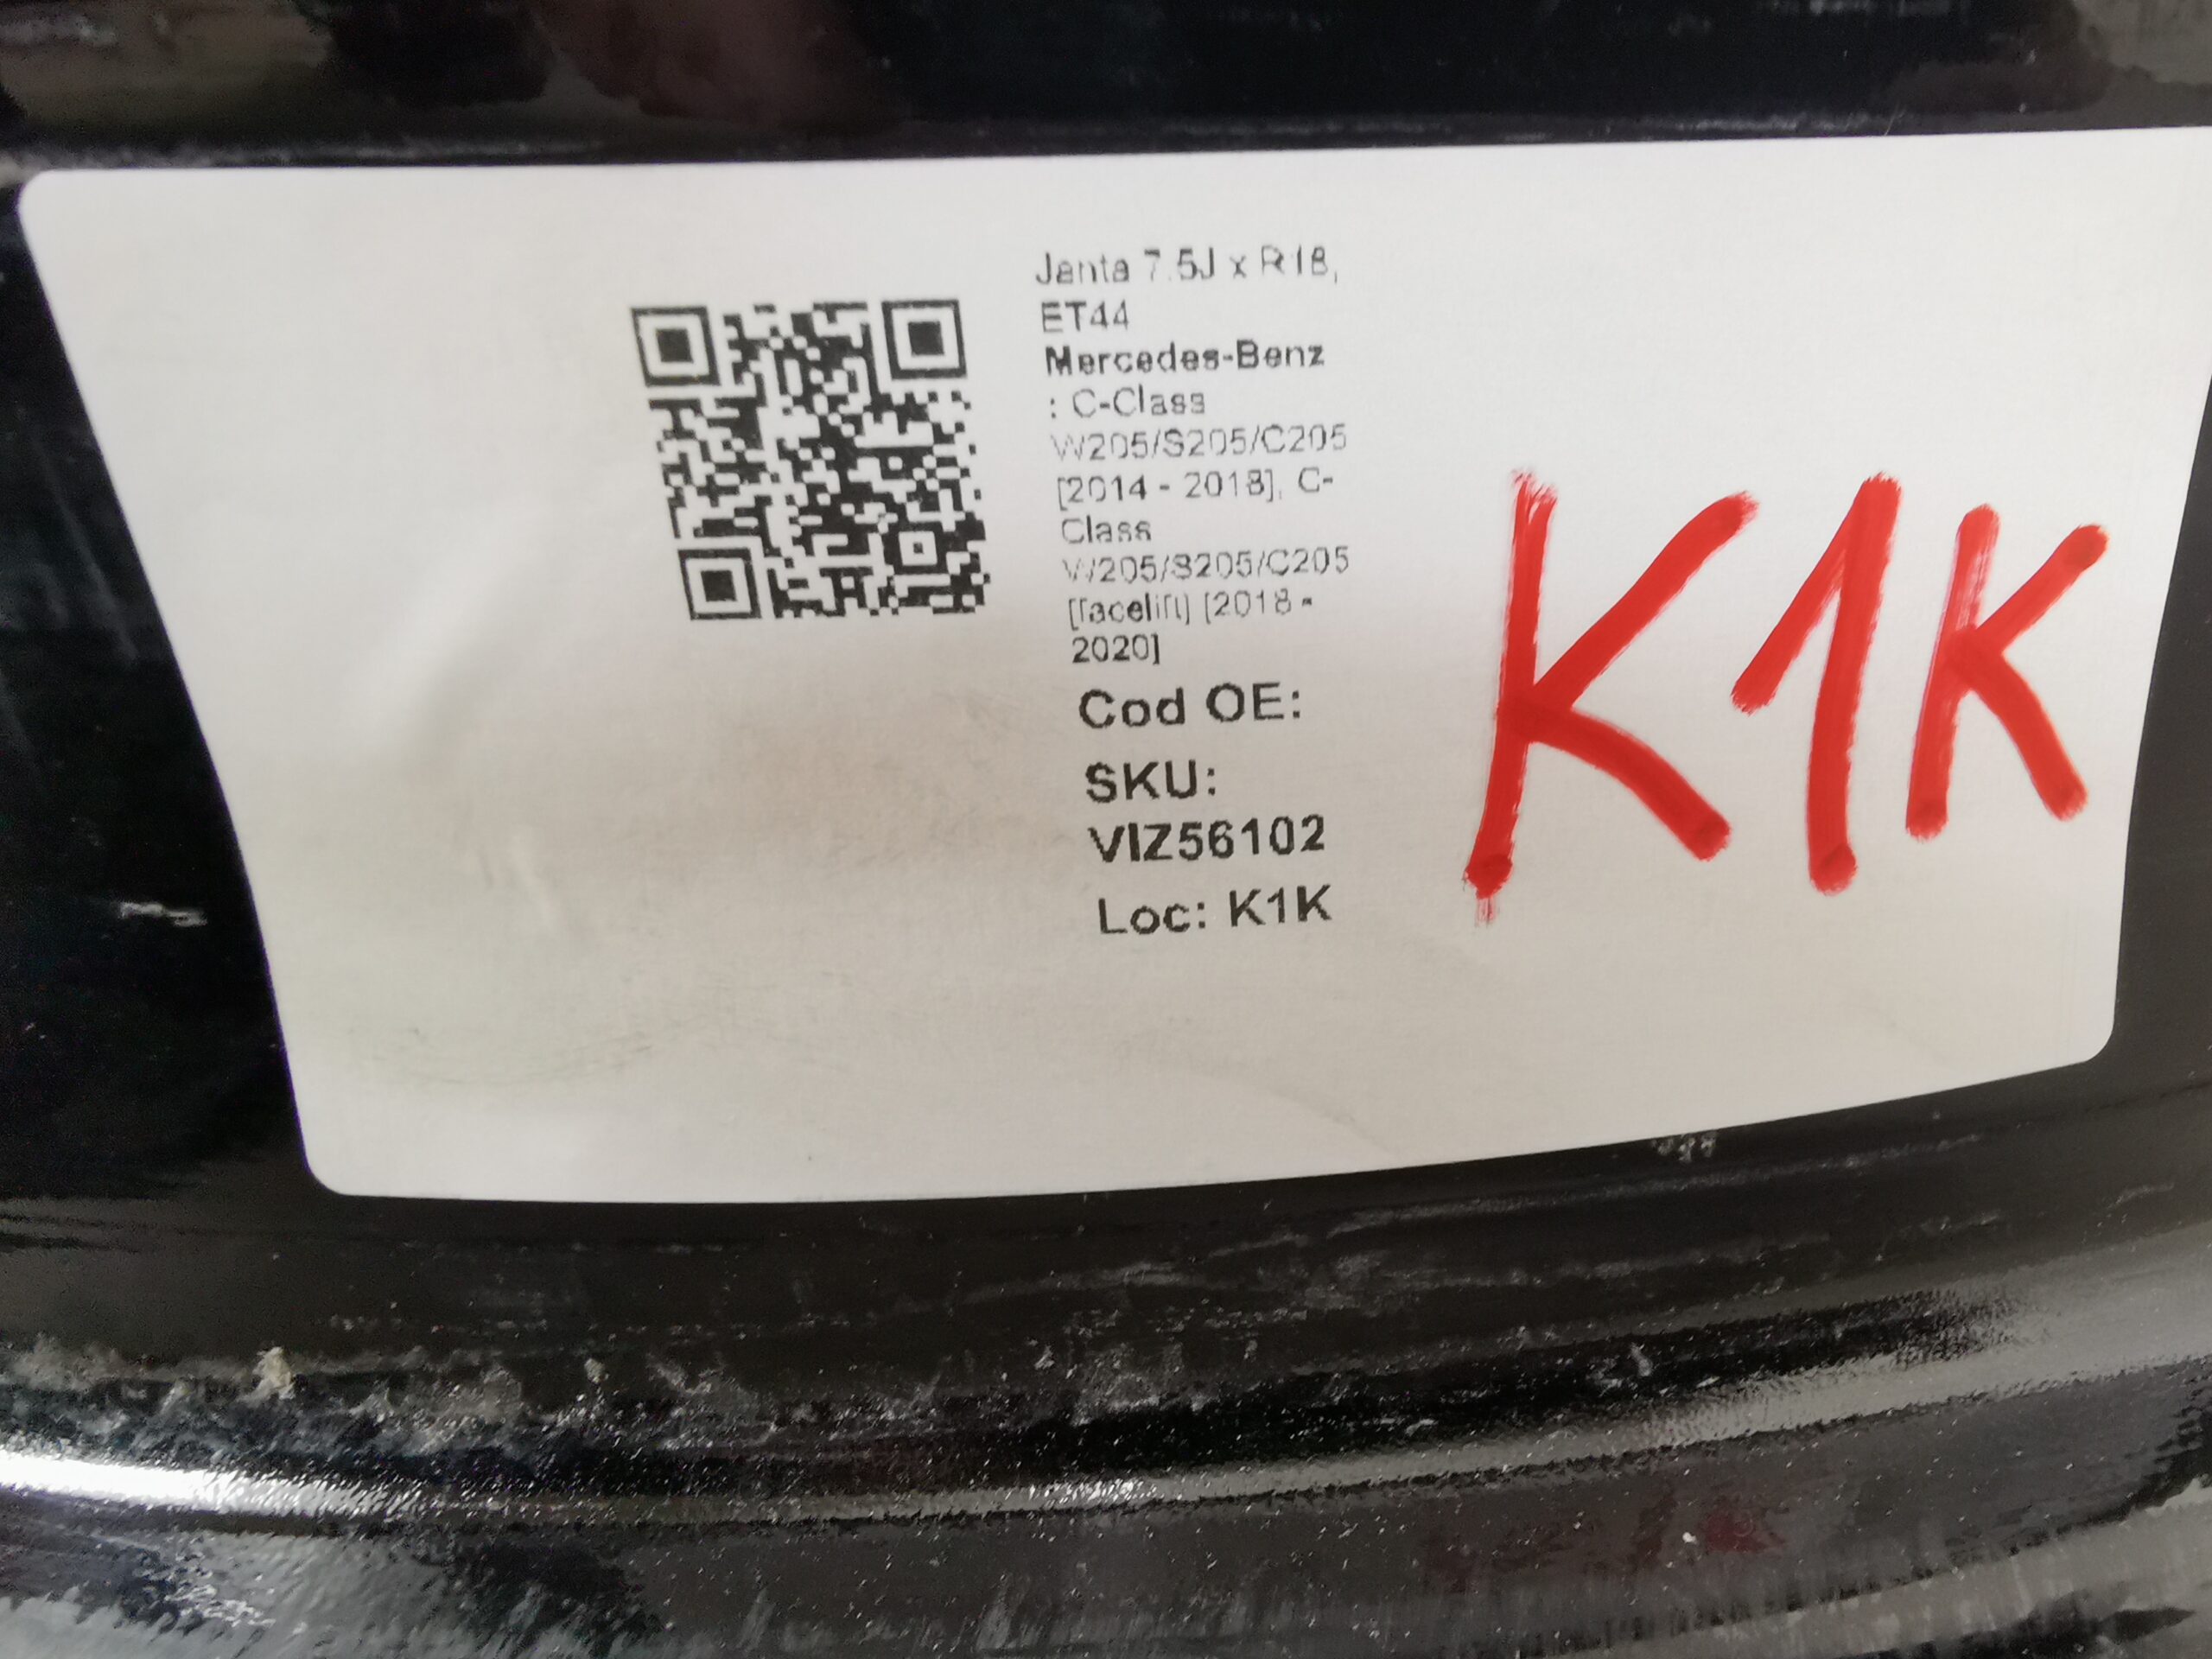 Janta 7.5J x R18,
ET44
Mercedes-Benz
: C-Class
W205/S205/C205
[2014 - 2018], C-
Class
W205/S205/C205
[facelift] [2018 -
2020]
Cod OE:
SKU:
VIZ56102
Loc: K1K
K1K